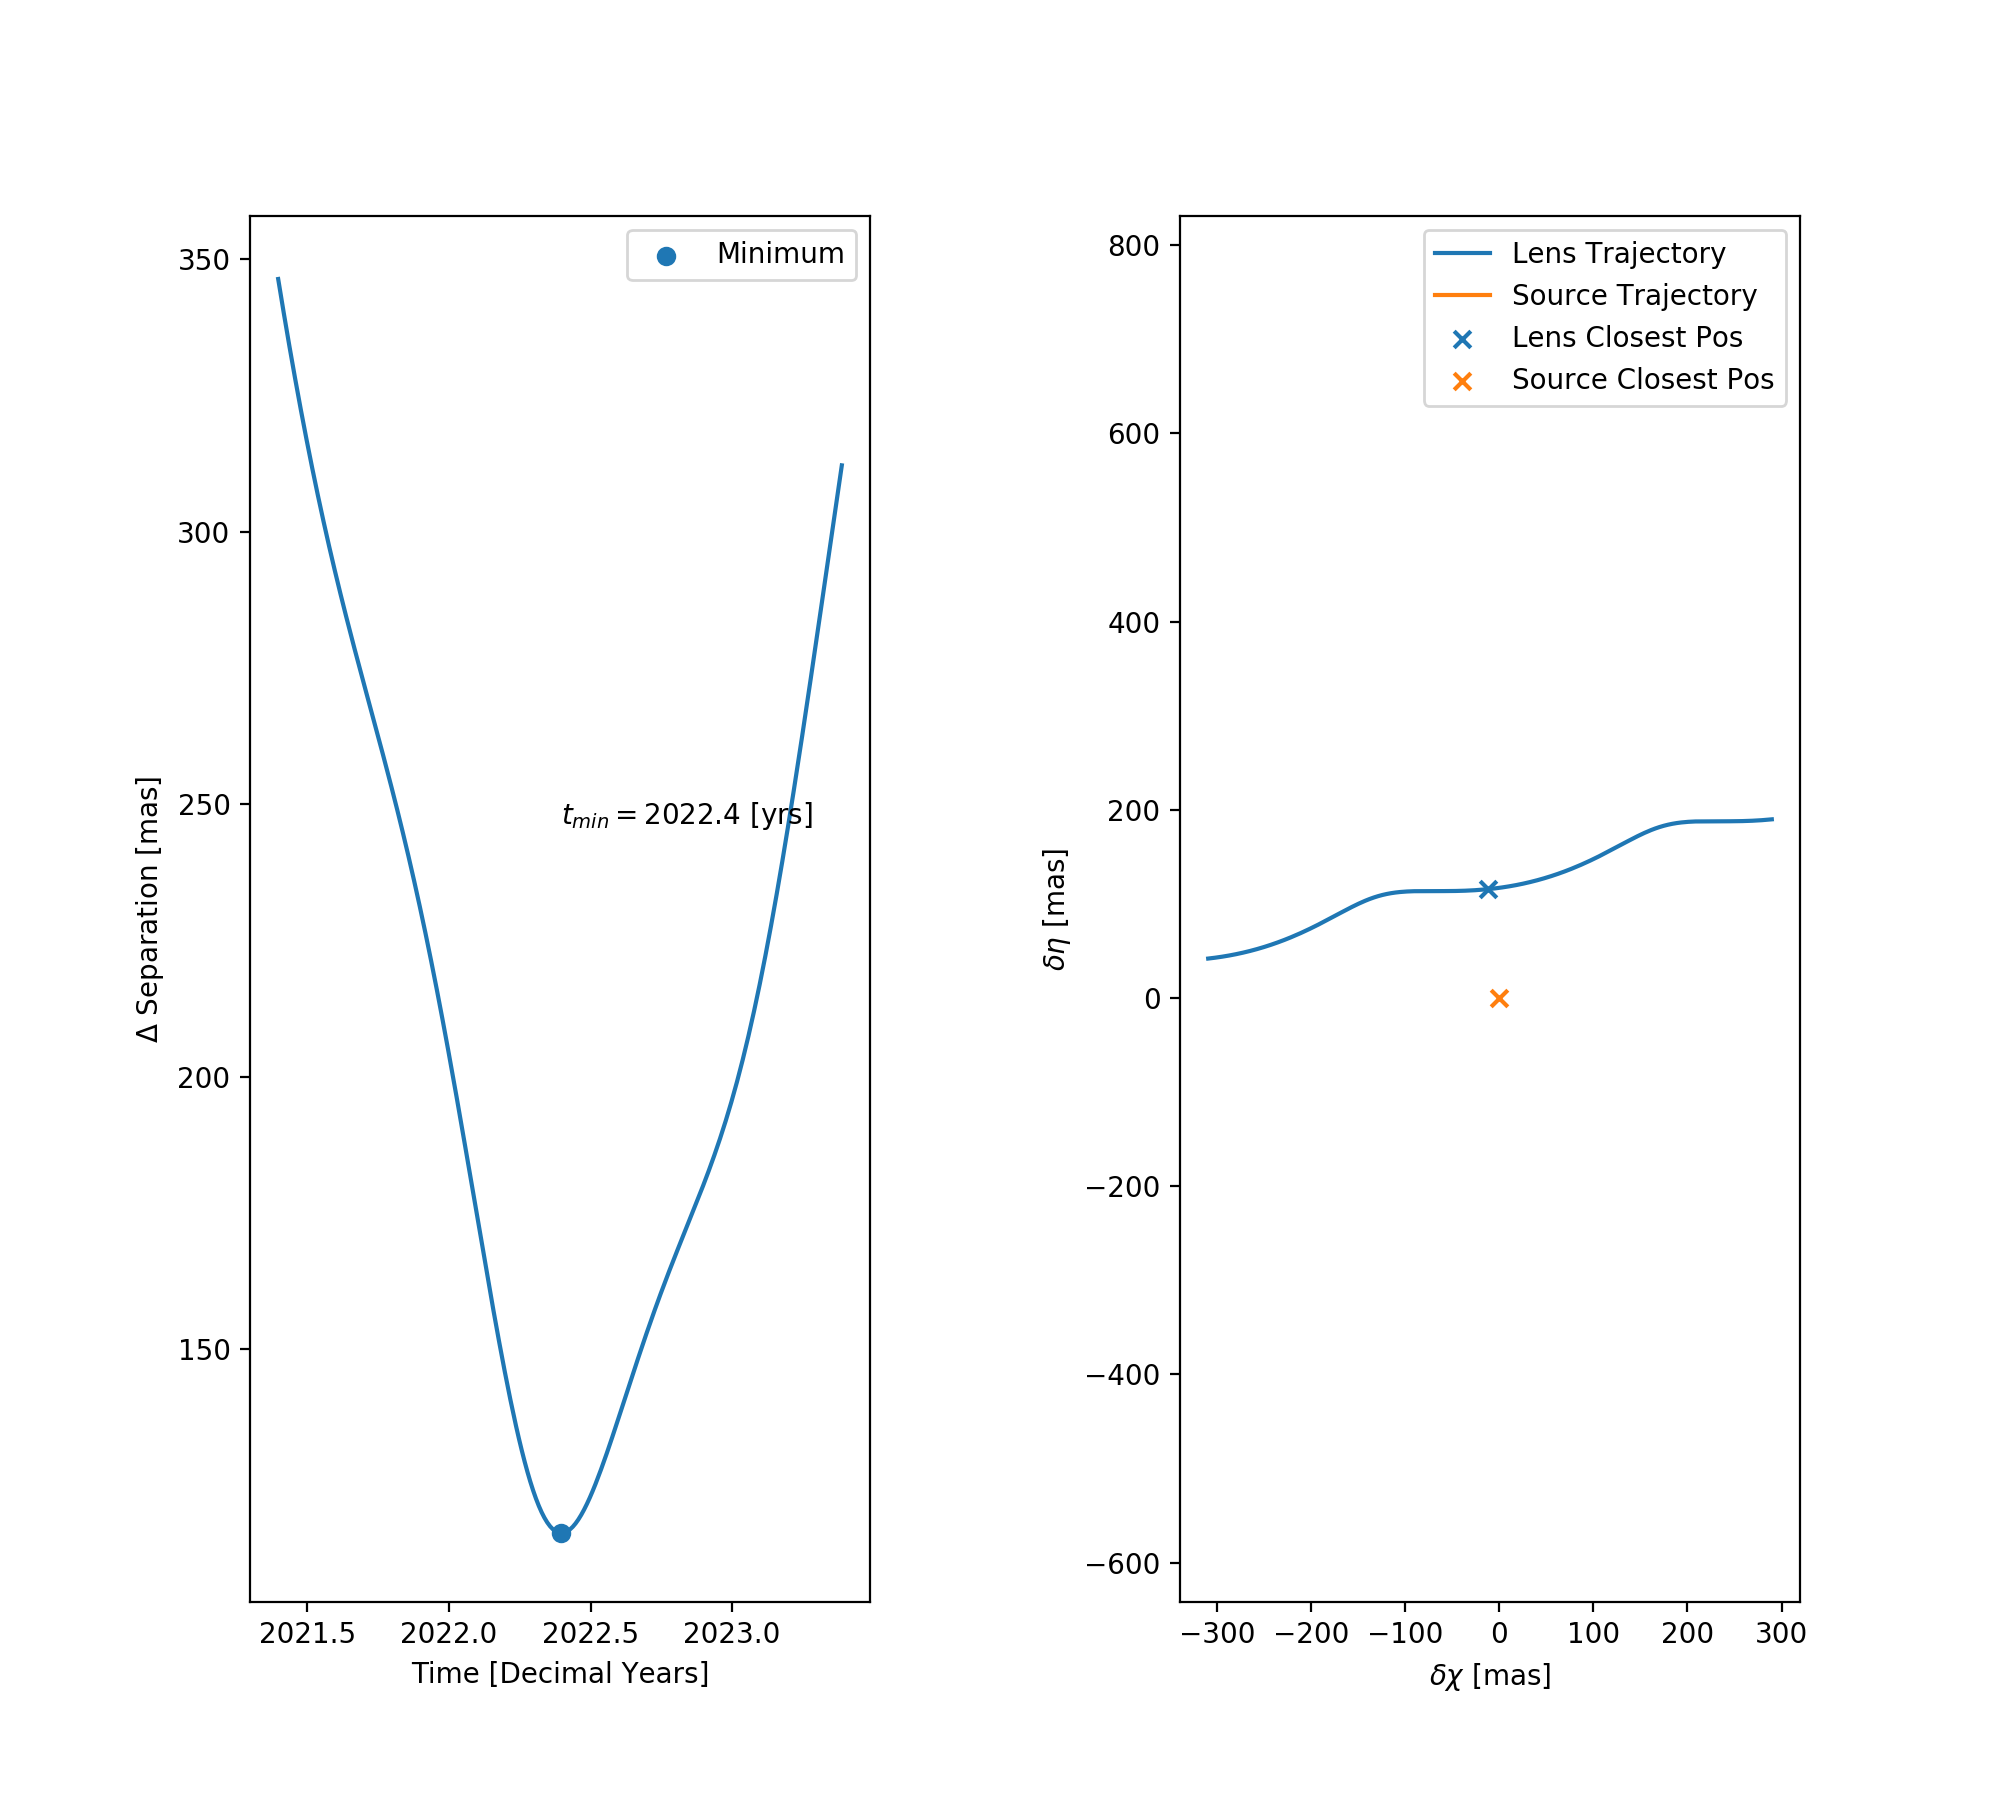 350
300
250
200
150
Δ Separation [mas]
Minimum
t_min = 2022.4 [yrs]
2021.5 2022.0 2022.5 2023.0
Time [Decimal Years]
800
600
400
200
0
−200
−400
−600
δη [mas]
Lens Trajectory
Source Trajectory
Lens Closest Pos
Source Closest Pos
−300 −200 −100 0 100 200 300
δχ [mas]